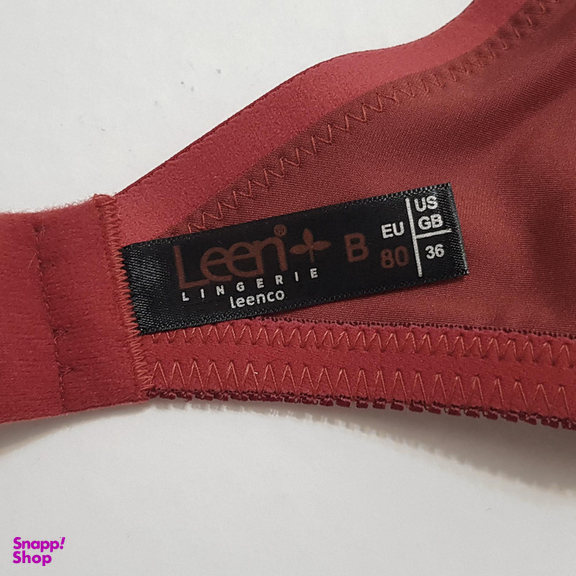 Leen®
LINGERIE
leenco
B
EU
80
US
GB
36
Snapp!
Shop